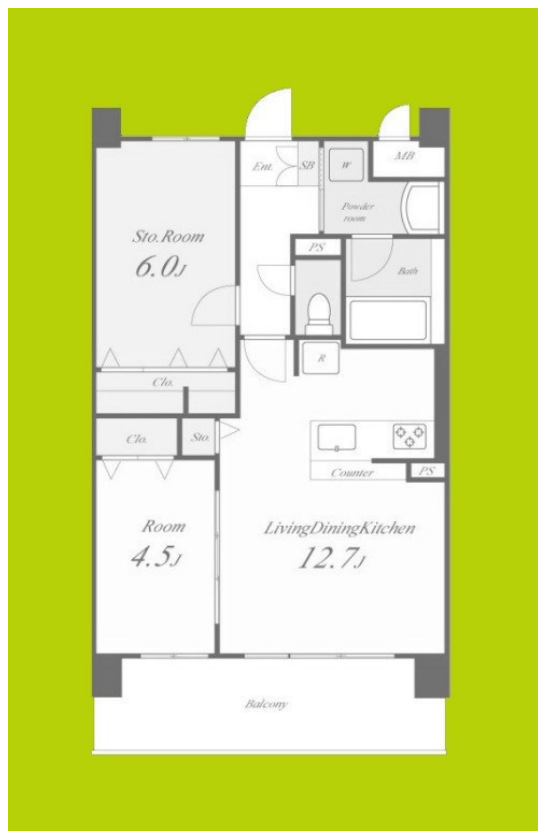 MB
Ent.
SB
W
Powder
room
Sto.Room
6.0J
PS
Bath
R
Clo.
Clo.
Sto.
Counter
PS
Room
4.5J
LivingDiningKitchen
12.7J
Balcony